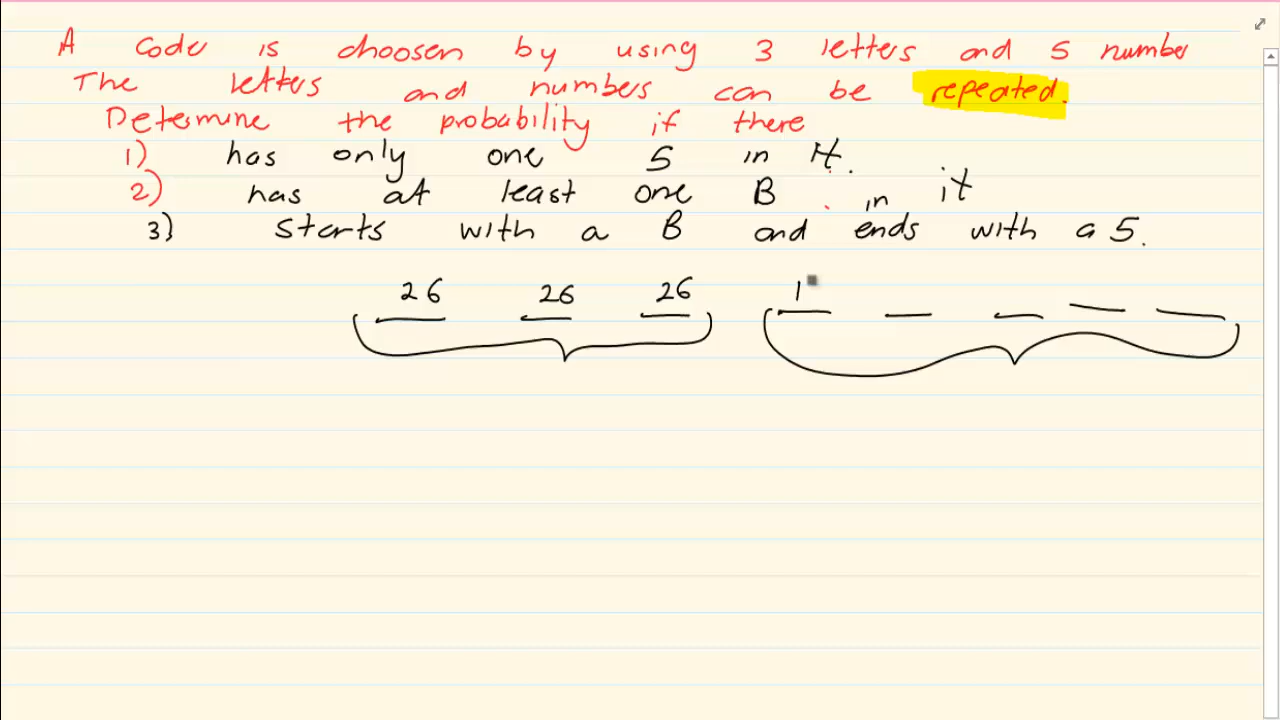 A code is choosen by using 3 letters and 5 number
The letters and numbers can be repeated.
Determine the probability if there
1) has only one 5 in it.
2) has at least one B in it
3) starts with a B and ends with a 5.
26 26 26 1